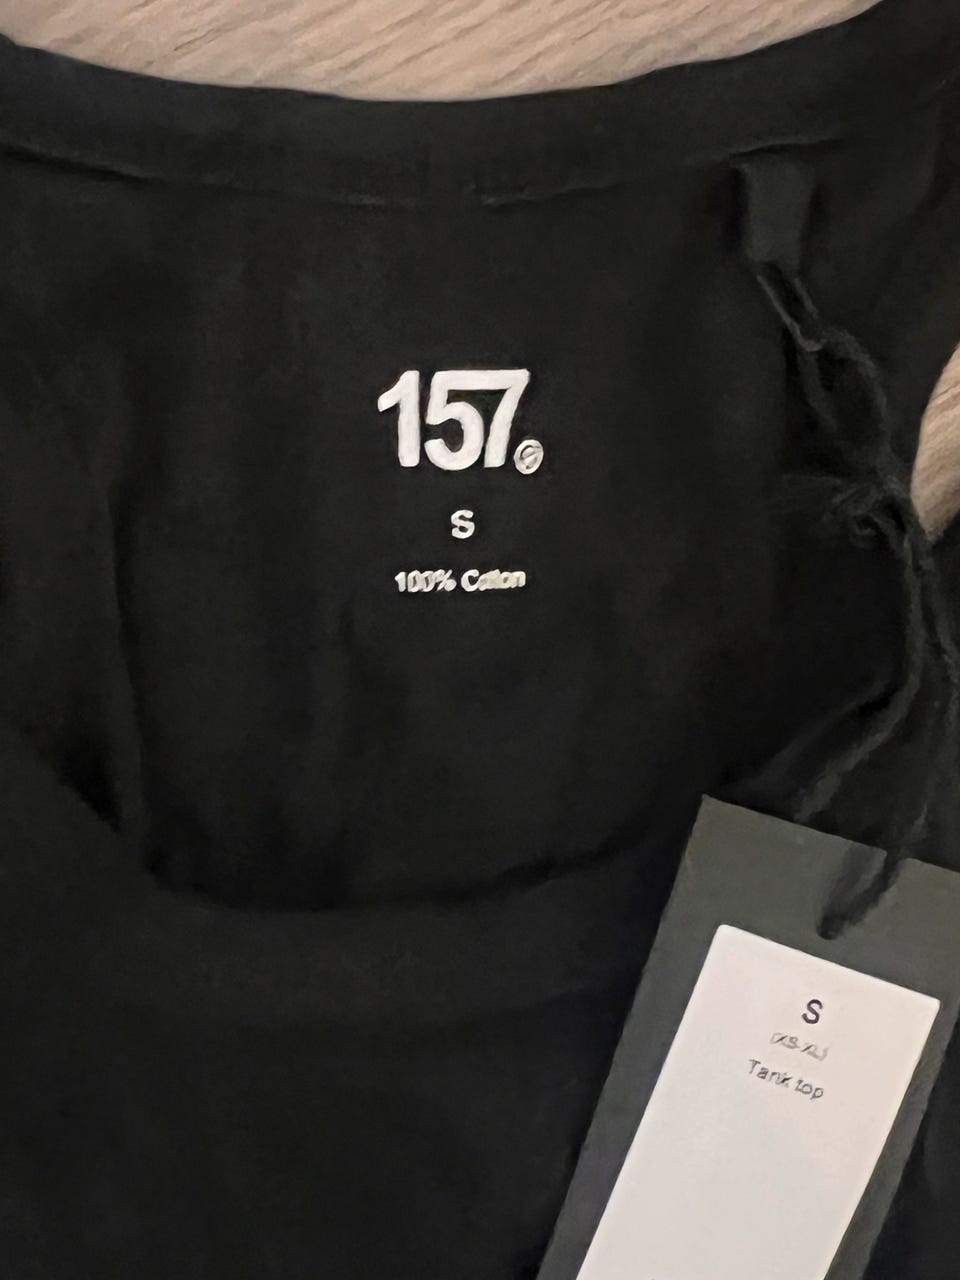 157
S
100% Cotton
S
(XS-XL)
Tank top